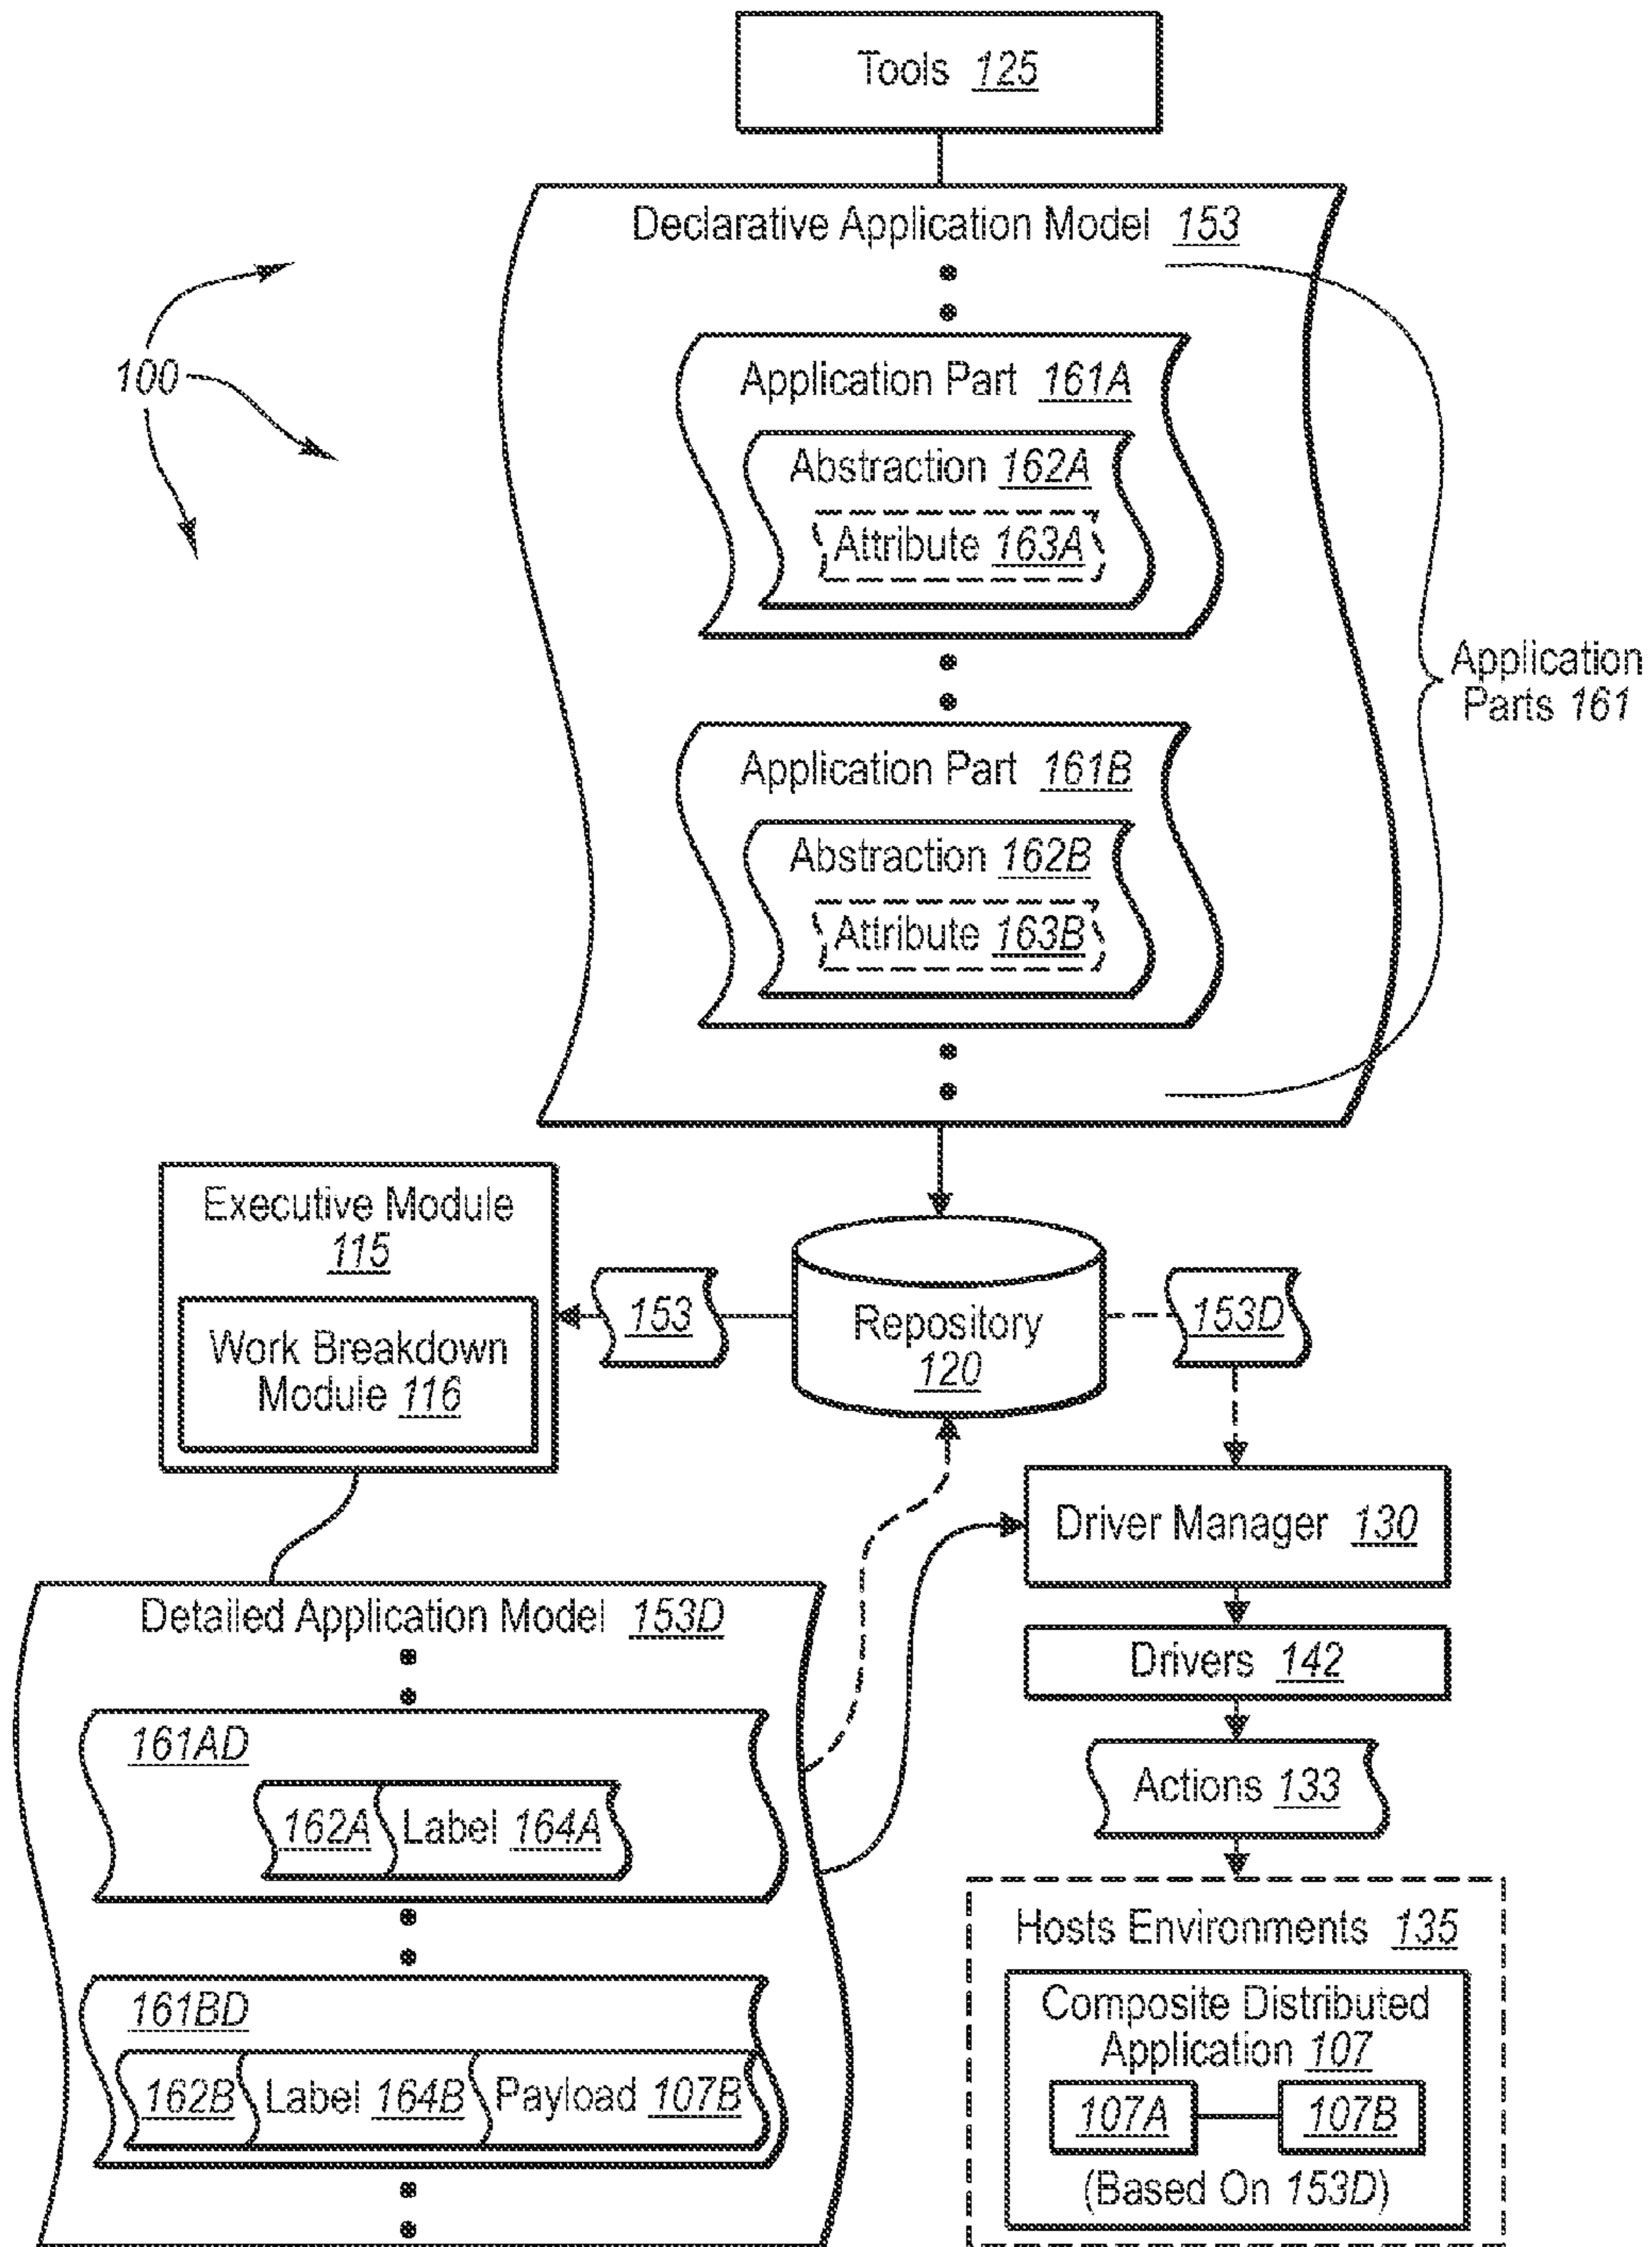 Tools 125
Declarative Application Model 153
100
Application Part 161A
Abstraction 162A
Attribute 163A
Application
Parts 161
Application Part 161B
Abstraction 162B
Attribute 163B
Executive Module
115
Work Breakdown
Module 116
153
Repository
120
153D
Driver Manager 130
Detailed Application Model 153D
Drivers 142
161AD
Actions 133
162A Label 164A
Hosts Environments 135
161BD
Composite Distributed
Application 107
162B Label 164B Payload 107B
107A 107B
(Based On 153D)